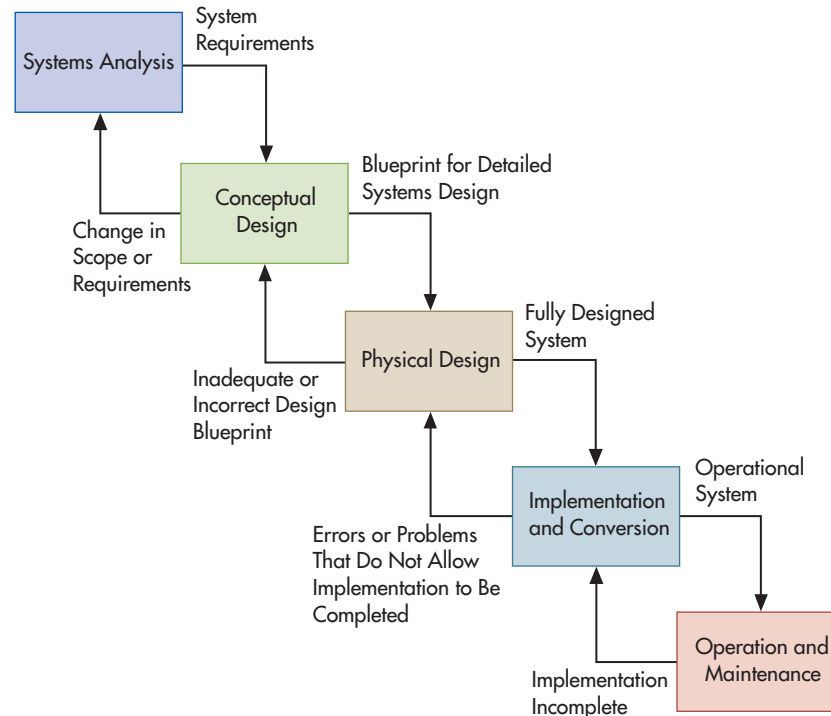 System
Requirements
Systems Analysis
Blueprint for Detailed
Systems Design
Conceptual
Design
Change in
Scope or
Requirements
Fully Designed
System
Physical Design
Inadequate or
Incorrect Design
Blueprint
Operational
System
Implementation
and Conversion
Errors or Problems
That Do Not Allow
Implementation to Be
Completed
Operation and
Maintenance
Implementation
Incomplete